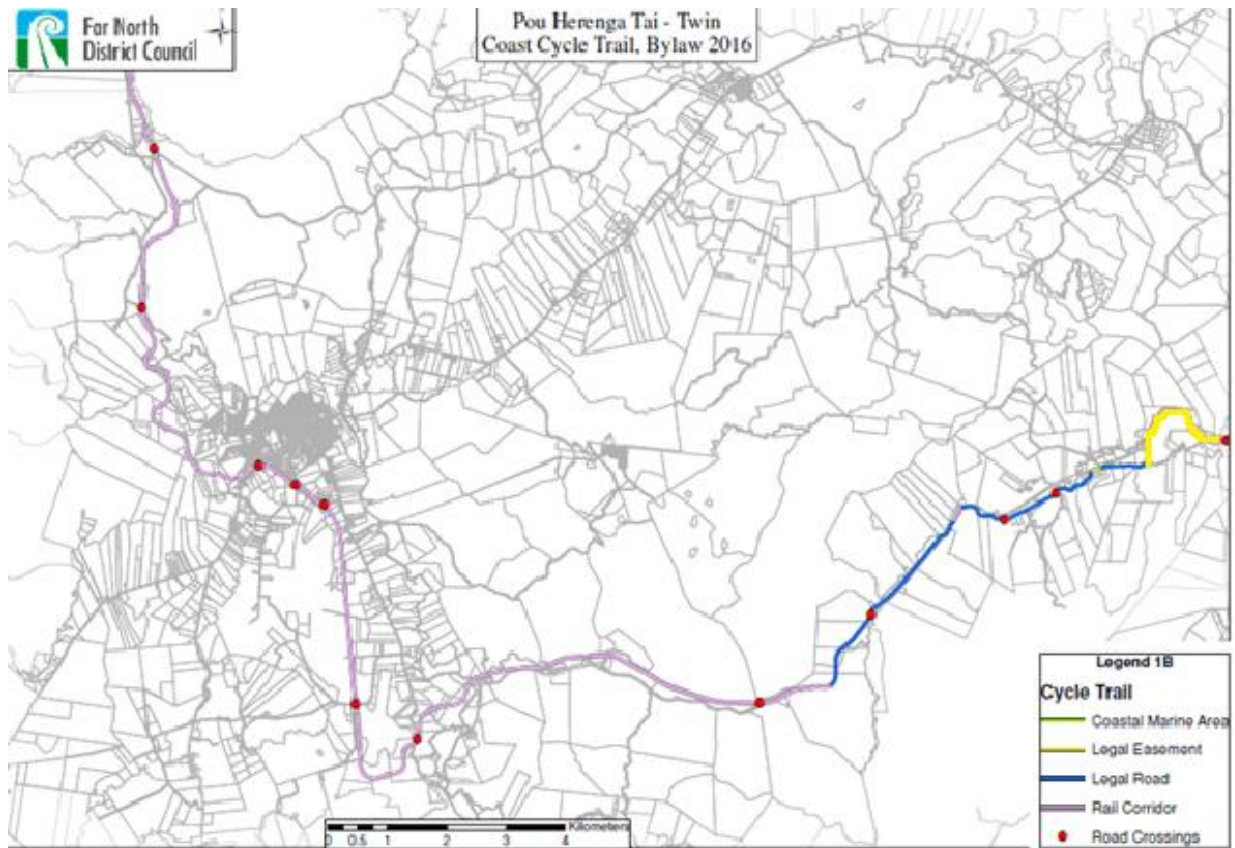 Far North
District Council
Pou Herenga Tai - Twin
Coast Cycle Trail, Bylaw 2016
Legend 1B
Cycle Trail
Coastal Marine Area
Legal Easement
Legal Road
Rail Corridor
Road Crossings
Kilometers
0 0.5 1 2 3 4